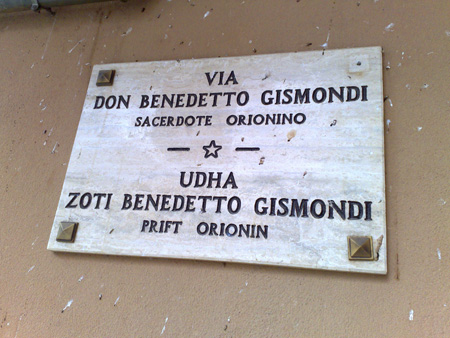 VIA
DON BENEDETTO GISMONDI
SACERDOTE ORIONINO
UDHA
ZOTI BENEDETTO GISMONDI
PRIFT ORIONIN